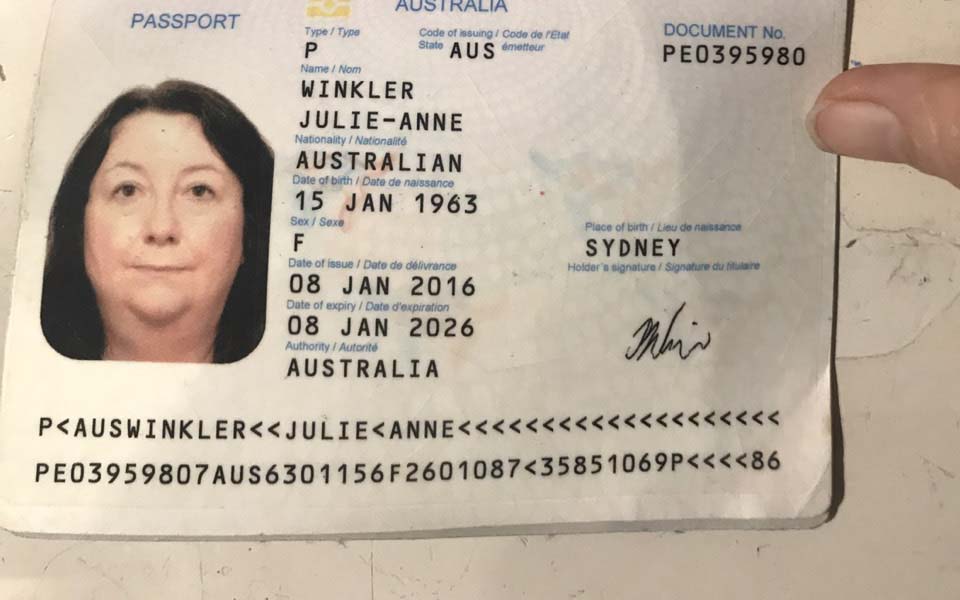 PASSPORT
AUSTRALIA
Type / Type
P
Code of issuing / Code de l'État
State AUS émetteur
DOCUMENT No.
PE0395980
Name / Nom
WINKLER
JULIE-ANNE
Nationality / Nationalité
AUSTRALIAN
Date of birth / Date de naissance
15 JAN 1963
Sex / Sexe
F
Place of birth / Lieu de naissance
SYDNEY
Date of issue / Date de délivrance
08 JAN 2016
Holder's signature / Signature du titulaire
Date of expiry / Date d'expiration
08 JAN 2026
Authority / Autorité
AUSTRALIA
P<AUSWINKLER<<JULIE<ANNE<<<<<<<<<<<<<<<<<<<<
PE03959807AUS6301156F2601087<35851069P<<<<86